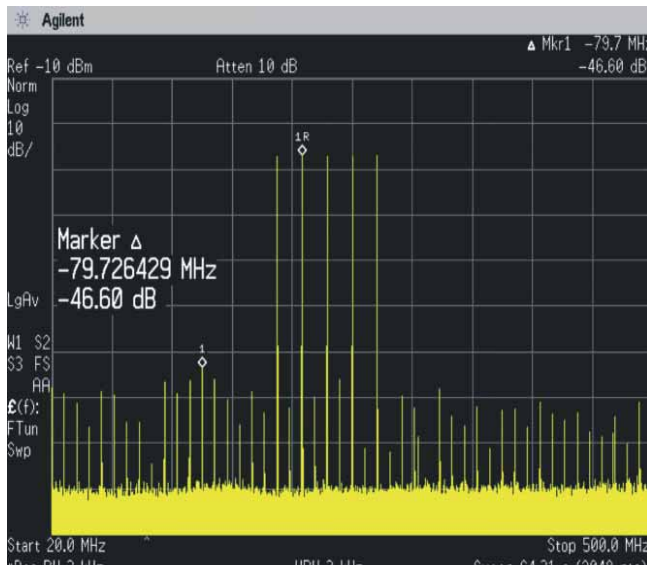 Agilent
Δ Mkr1 -79.7 MHz
Ref -10 dBm Atten 10 dB -46.60 dB
Norm
Log
10
dB/
1R
Marker Δ
-79.726429 MHz
-46.60 dB
LgAv
1
W1 S2
S3 FS
AA
£(f):
FTun
Swp
Start 20.0 MHz ^ Stop 500.0 MHz